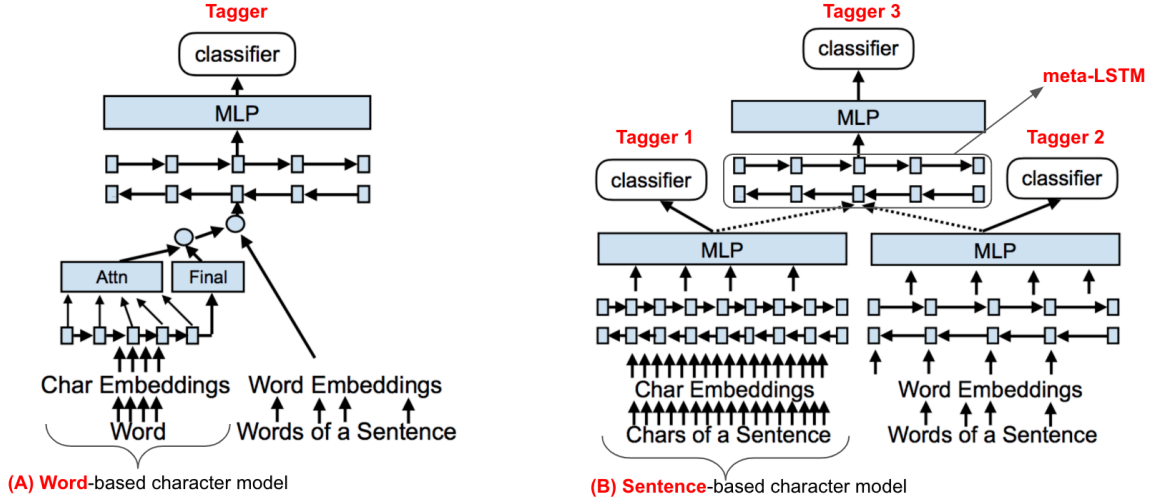 Tagger
classifier
MLP
Attn
Final
Char Embeddings
Word Embeddings
Word
Words of a Sentence
(A) Word-based character model
Tagger 3
classifier
meta-LSTM
MLP
Tagger 1
Tagger 2
classifier
classifier
MLP
MLP
Char Embeddings
Word Embeddings
Chars of a Sentence
Words of a Sentence
(B) Sentence-based character model